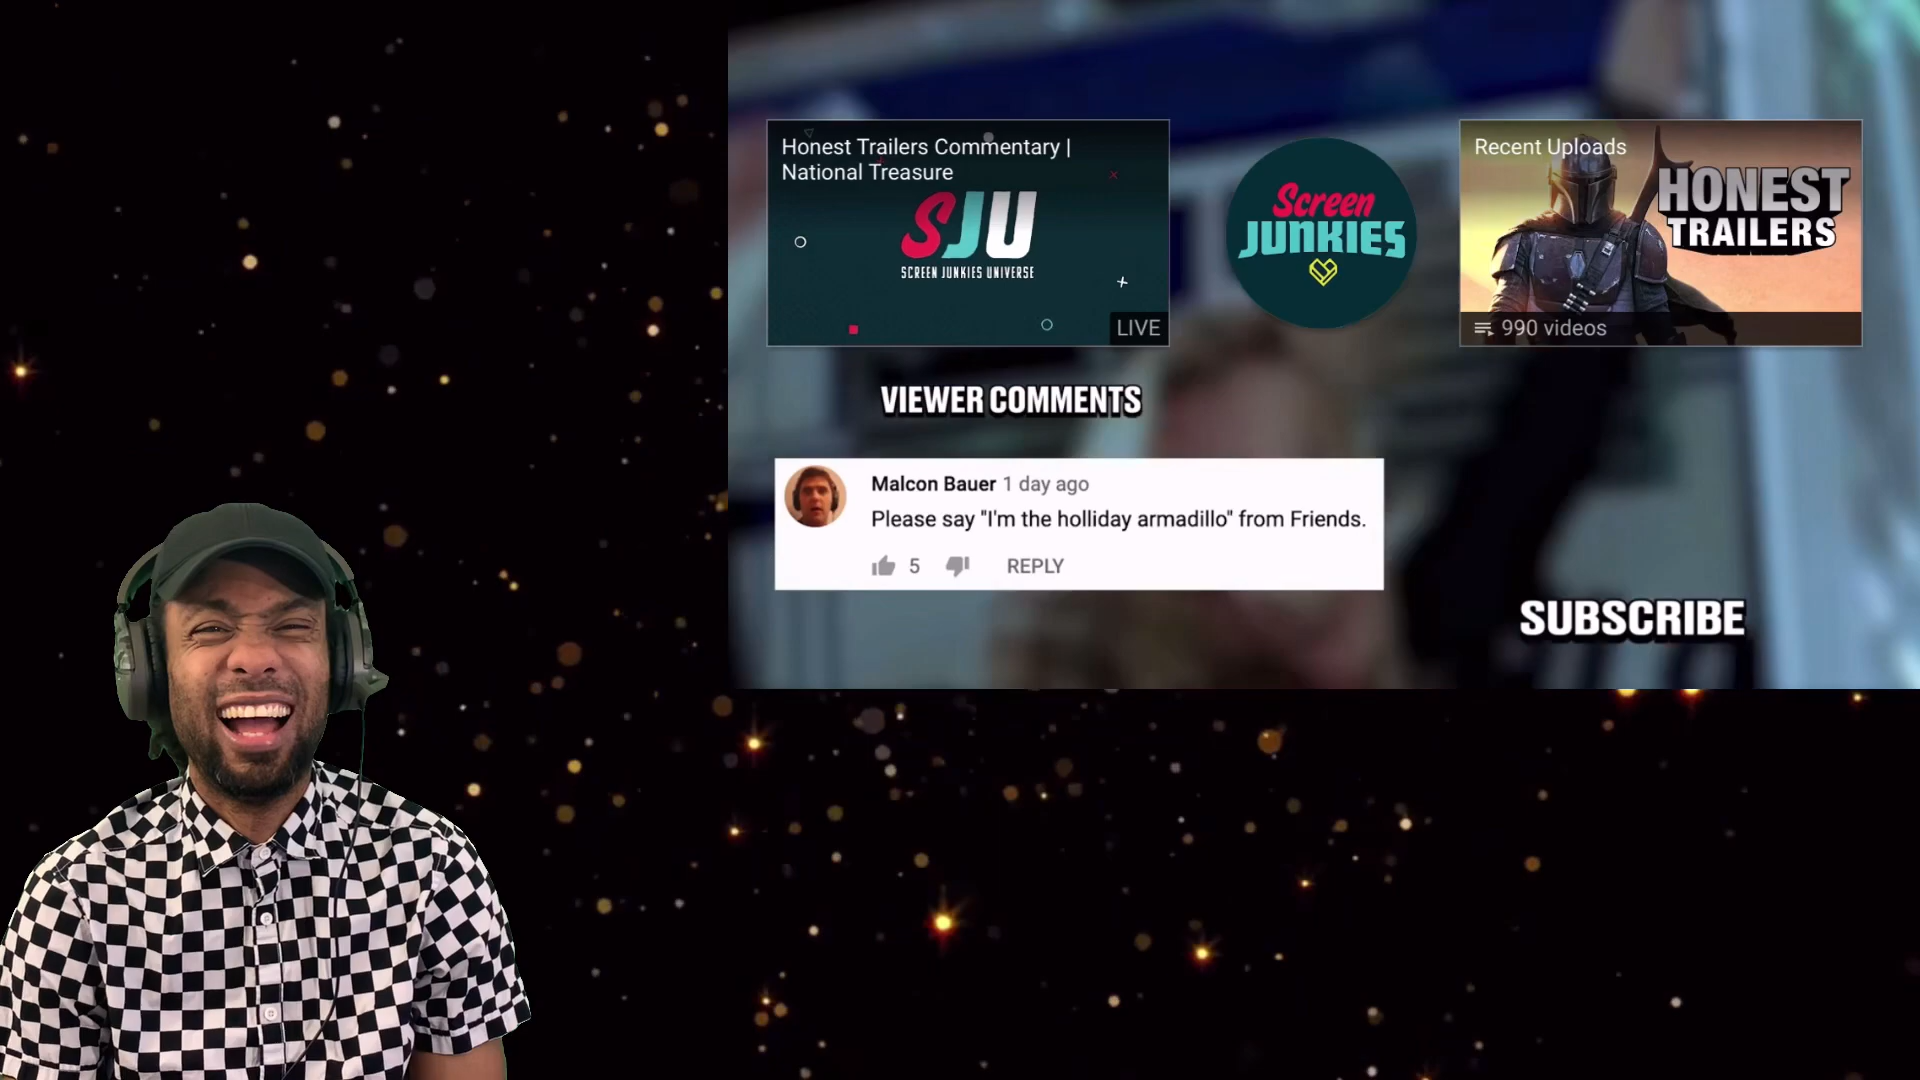 Honest Trailers Commentary |
National Treasure
SJU
SCREEN JUNKIES UNIVERSE
LIVE
Screen
JUNKIES
Recent Uploads
HONEST
TRAILERS
990 videos
VIEWER COMMENTS
Malcon Bauer 1 day ago
Please say "I'm the holliday armadillo" from Friends.
5 REPLY
SUBSCRIBE